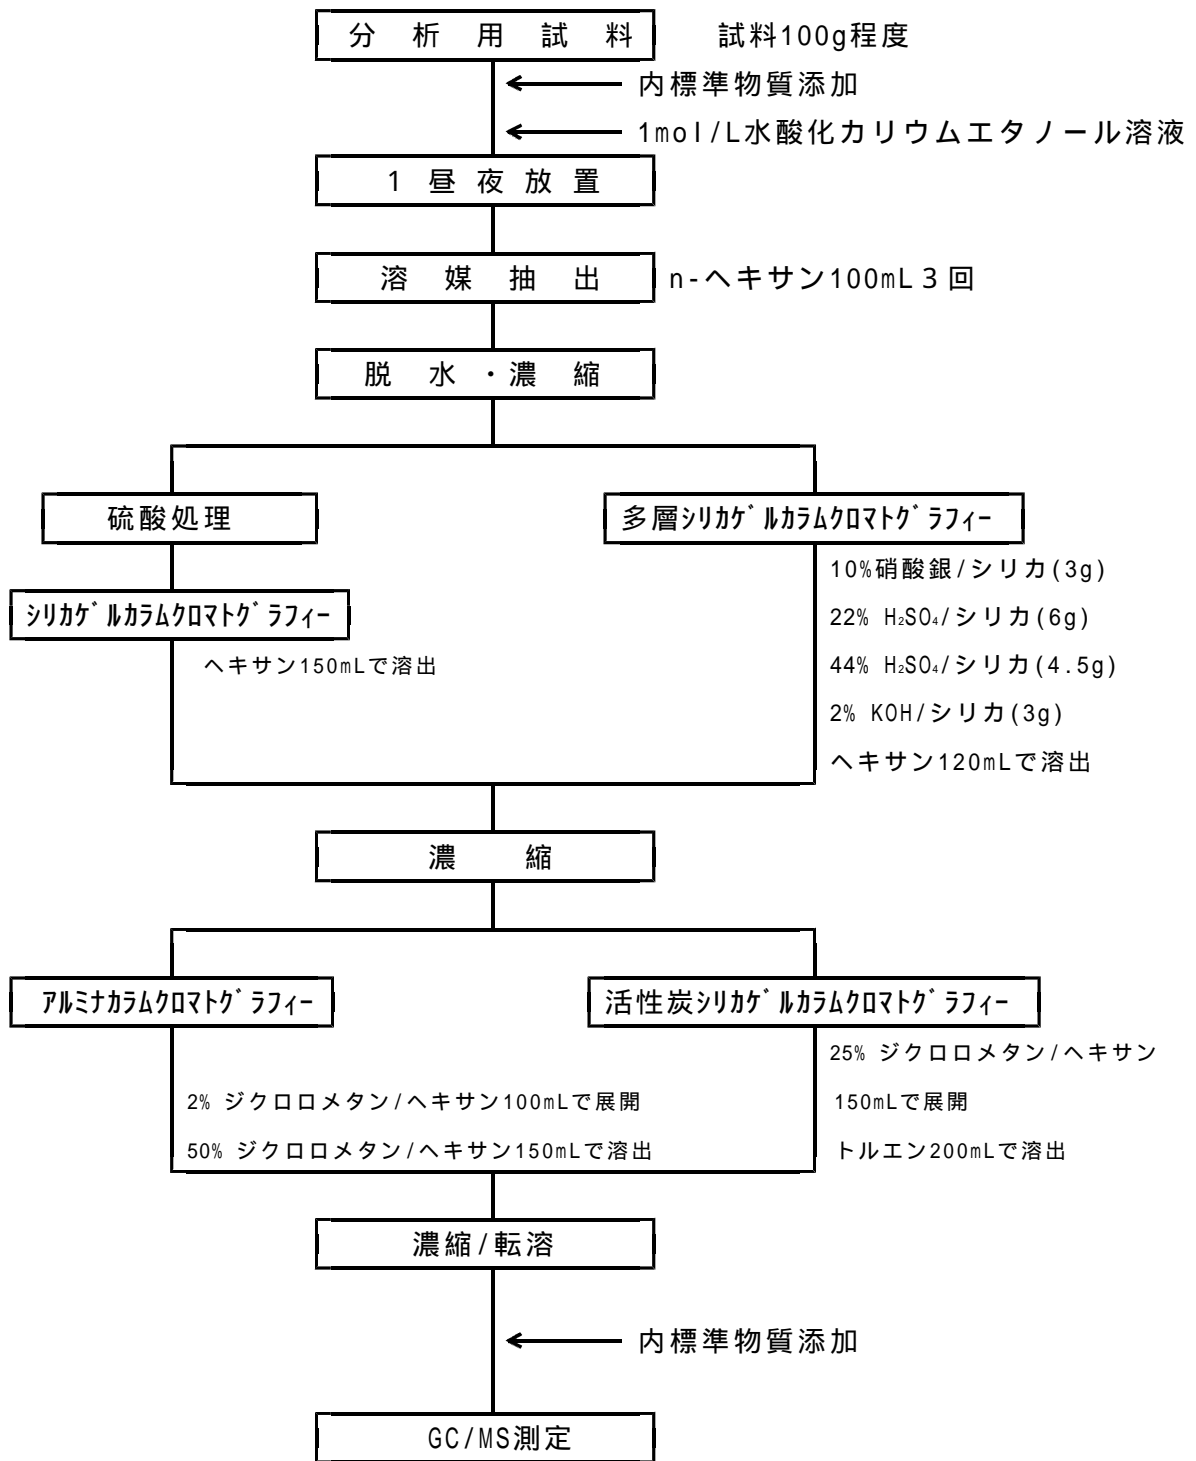 分析用試料 試料100g程度
内標準物質添加
1mol/L水酸化カリウムエタノール溶液
1昼夜放置
溶媒抽出 n-ヘキサン100mL３回
脱水・濃縮
硫酸処理
多層ｼﾘｶｹﾞﾙｶﾗﾑｸﾛﾏﾄｸﾞﾗﾌｨｰ
10%硝酸銀/シリカ(3g)
ｼﾘｶｹﾞﾙｶﾗﾑｸﾛﾏﾄｸﾞﾗﾌｨｰ
22% H₂SO₄/シリカ(6g)
ヘキサン150mLで溶出
44% H₂SO₄/シリカ(4.5g)
2% KOH/シリカ(3g)
ヘキサン120mLで溶出
濃縮
ｱﾙﾐﾅｶﾗﾑｸﾛﾏﾄｸﾞﾗﾌｨｰ
活性炭ｼﾘｶｹﾞﾙｶﾗﾑｸﾛﾏﾄｸﾞﾗﾌｨｰ
2% ジクロロメタン/ヘキサン100mLで展開
50% ジクロロメタン/ヘキサン150mLで溶出
25% ジクロロメタン/ヘキサン
150mLで展開
トルエン200mLで溶出
濃縮/転溶
内標準物質添加
GC/MS測定